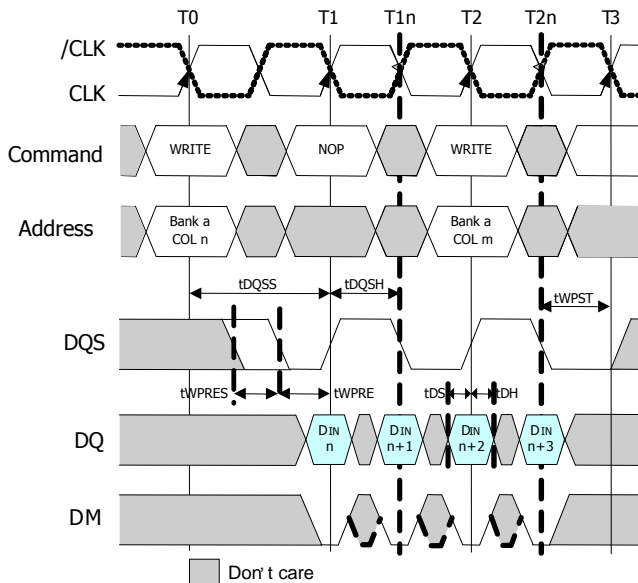 T0 T1 T1n T2 T2n T3
/CLK
CLK
Command WRITE NOP WRITE
Address Bank a COL n Bank a COL m
tDQSS tDQSH tWPST
DQS
tWPRES tWPRE tDS tDH
DQ DIN n DIN n+1 DIN n+2 DIN n+3
DM
Don't care